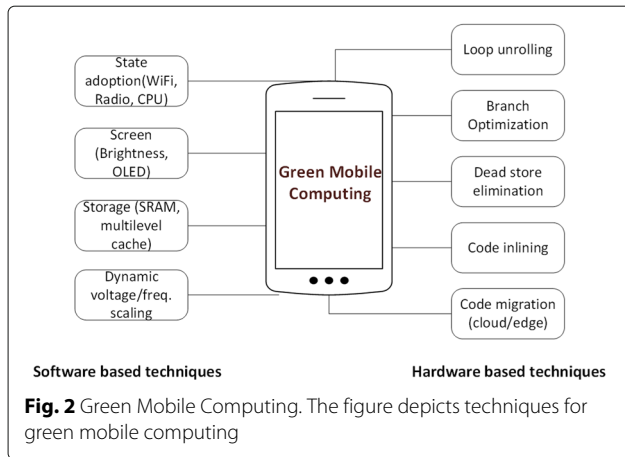 State
adoption(WiFi,
Radio, CPU)
Screen
(Brightness,
OLED)
Storage (SRAM,
multilevel
cache)
Dynamic
voltage/freq.
scaling
Green Mobile
Computing
Loop unrolling
Branch
Optimization
Dead store
elimination
Code inlining
Code migration
(cloud/edge)
Software based techniques
Hardware based techniques
Fig. 2 Green Mobile Computing. The figure depicts techniques for
green mobile computing